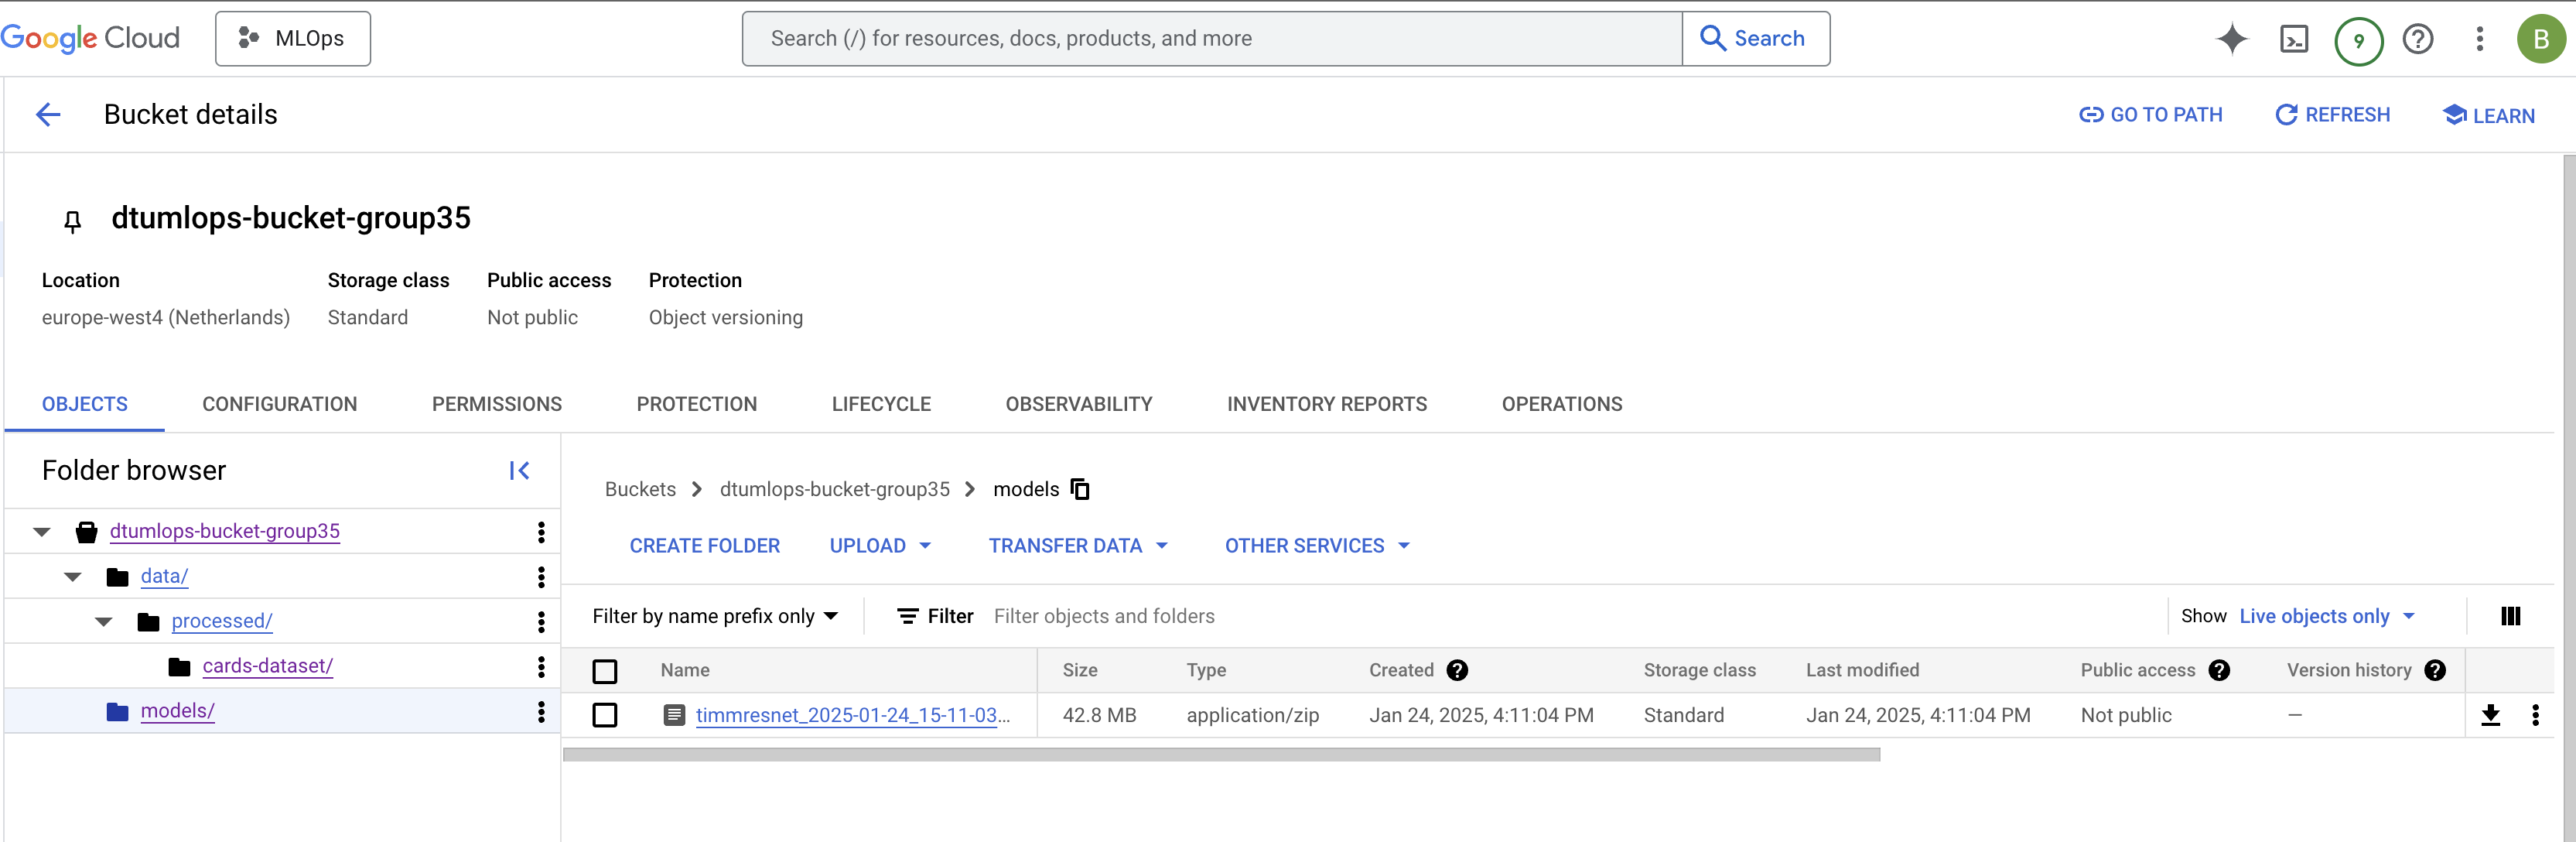 Google Cloud MLOps Search (/) for resources, docs, products, and more Search 9 B
Bucket details GO TO PATH REFRESH LEARN
dtumlops-bucket-group35
Location Storage class Public access Protection
europe-west4 (Netherlands) Standard Not public Object versioning
OBJECTS CONFIGURATION PERMISSIONS PROTECTION LIFECYCLE OBSERVABILITY INVENTORY REPORTS OPERATIONS
Folder browser
dtumlops-bucket-group35
data/
processed/
cards-dataset/
models/
Buckets dtumlops-bucket-group35 models
CREATE FOLDER UPLOAD TRANSFER DATA OTHER SERVICES
Filter by name prefix only Filter Filter objects and folders Show Live objects only
Name Size Type Created Storage class Last modified Public access Version history
timmresnet_2025-01-24_15-11-03... 42.8 MB application/zip Jan 24, 2025, 4:11:04 PM Standard Jan 24, 2025, 4:11:04 PM Not public —